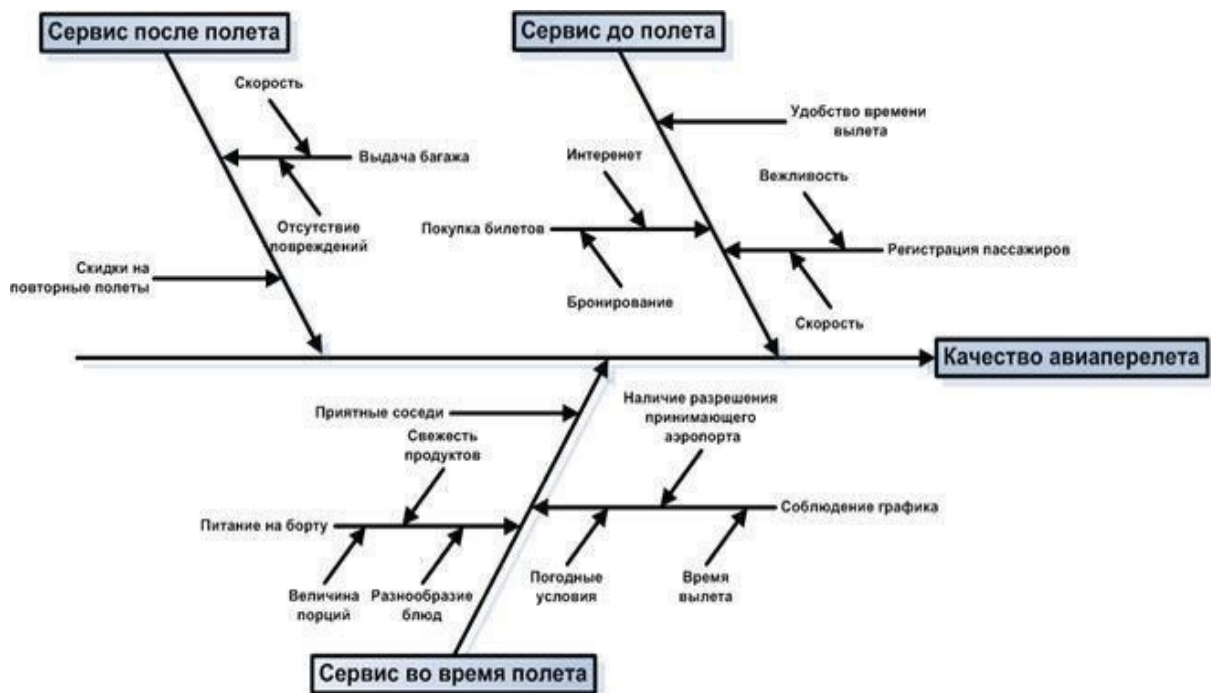 Сервис после полета
Сервис до полета
Скорость
Выдача багажа
Отсутствие
повреждений
Скидки на
повторные полеты
Удобство времени
вылета
Интеренет
Вежливость
Покупка билетов
Регистрация пассажиров
Бронирование
Скорость
Качество авиаперелета
Приятные соседи
Наличие разрешения
принимающего
аэропорта
Свежесть
продуктов
Питание на борту
Соблюдение графика
Величина
порций
Разнообразие
блюд
Погодные
условия
Время
вылета
Сервис во время полета